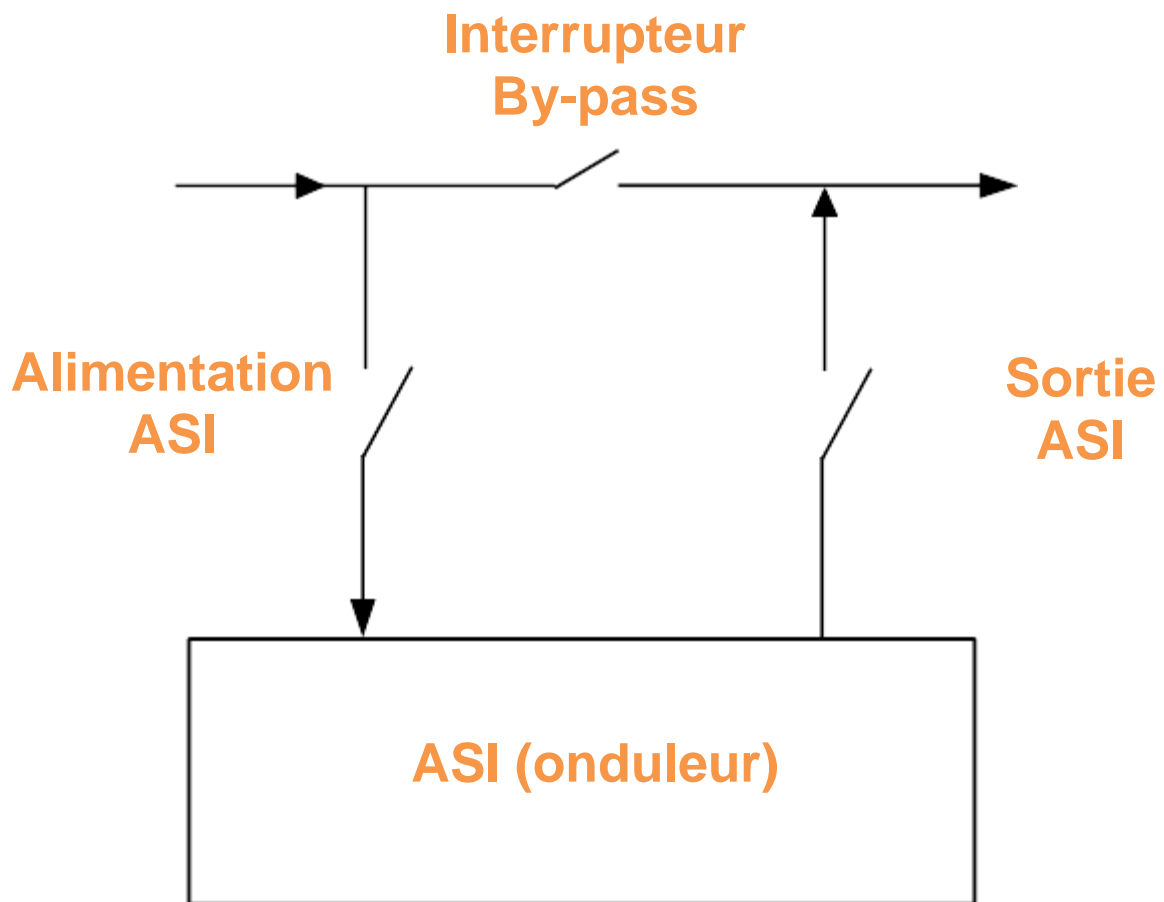 Interrupteur
By-pass
Alimentation
ASI
Sortie
ASI
ASI (onduleur)